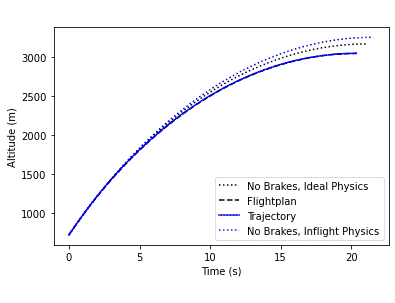 3000
2500
2000
1500
1000
Altitude (m)
No Brakes, Ideal Physics
Flightplan
Trajectory
No Brakes, Inflight Physics
0
5
10
15
20
Time (s)